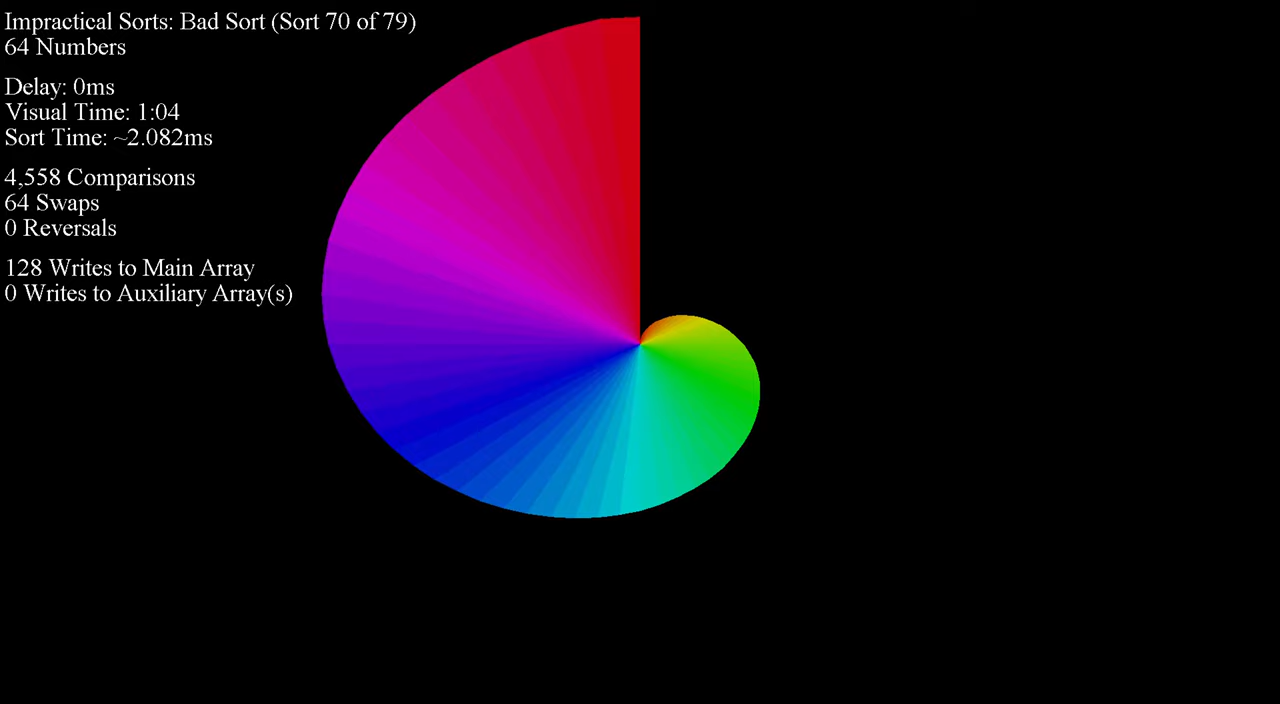 Impractical Sorts: Bad Sort (Sort 70 of 79)
64 Numbers
Delay: 0ms
Visual Time: 1:04
Sort Time: ~2.082ms
4,558 Comparisons
64 Swaps
0 Reversals
128 Writes to Main Array
0 Writes to Auxiliary Array(s)